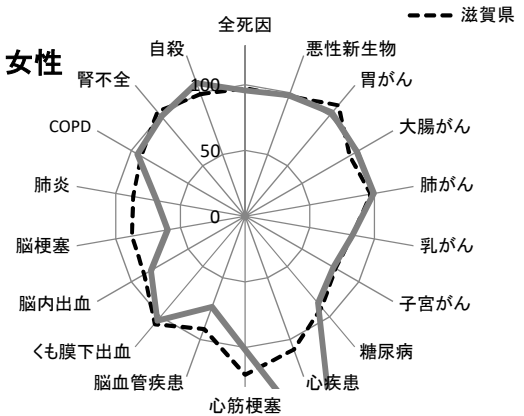 滋賀県
全死因
自殺
悪性新生物
女性
腎不全
100
胃がん
COPD
大腸がん
50
肺炎
肺がん
0
脳梗塞
乳がん
脳内出血
子宮がん
くも膜下出血
糖尿病
脳血管疾患
心疾患
心筋梗塞